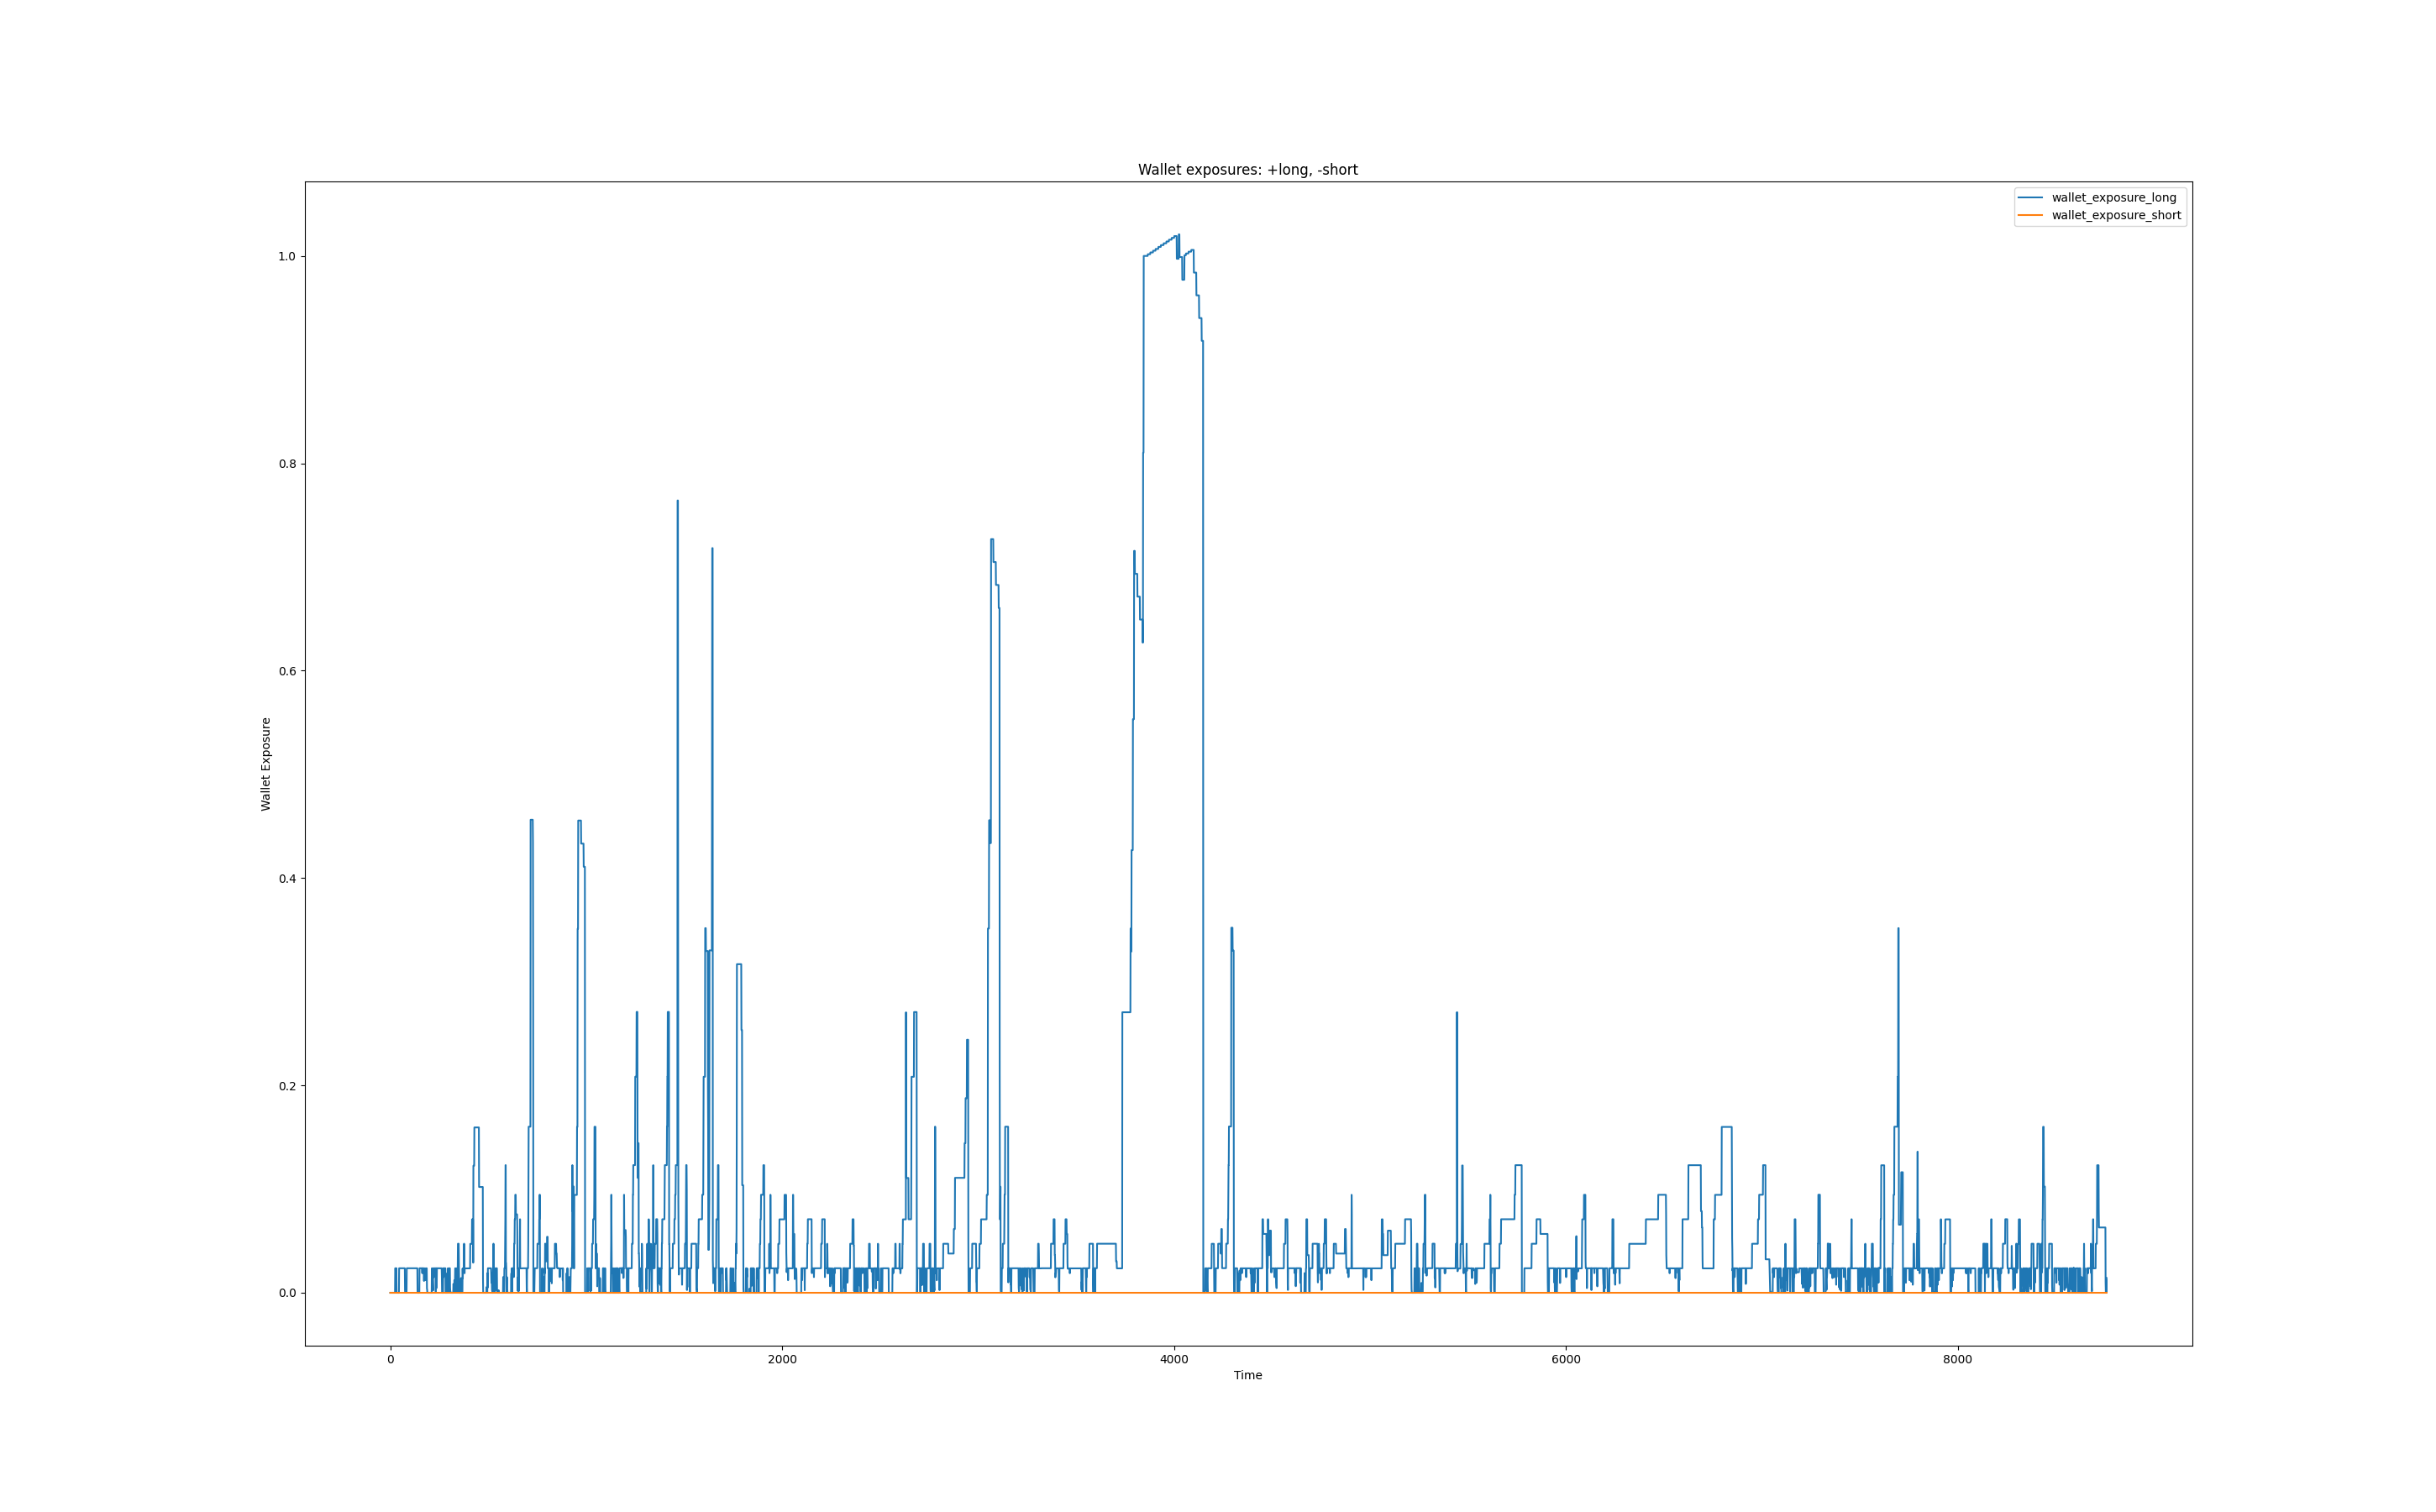 Wallet exposures: +long, -short
wallet_exposure_long
wallet_exposure_short
1.0
0.8
0.6
0.4
0.2
0.0
Wallet Exposure
0 2000 4000 6000 8000
Time